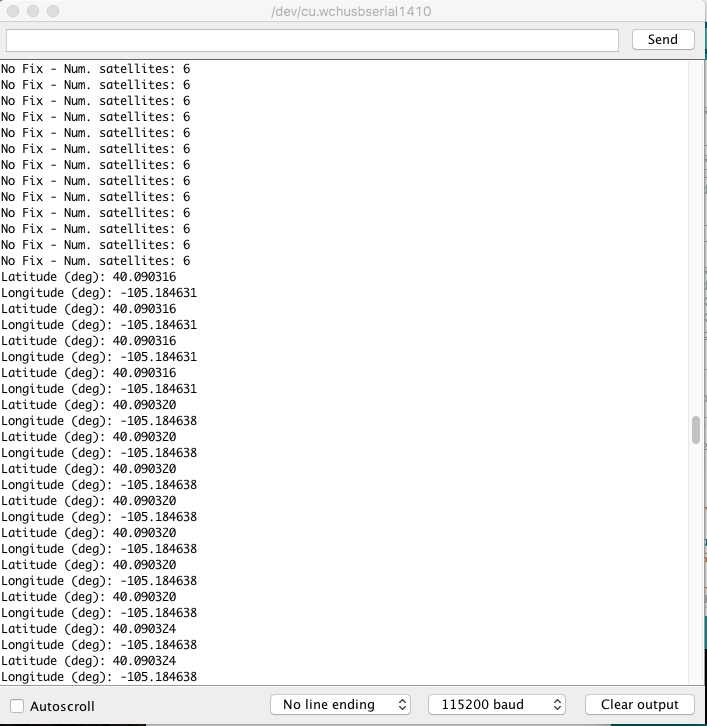 /dev/cu.wchusbserial1410
Send
No Fix - Num. satellites: 6
No Fix - Num. satellites: 6
No Fix - Num. satellites: 6
No Fix - Num. satellites: 6
No Fix - Num. satellites: 6
No Fix - Num. satellites: 6
No Fix - Num. satellites: 6
No Fix - Num. satellites: 6
No Fix - Num. satellites: 6
No Fix - Num. satellites: 6
No Fix - Num. satellites: 6
No Fix - Num. satellites: 6
No Fix - Num. satellites: 6
Latitude (deg): 40.090316
Longitude (deg): -105.184631
Latitude (deg): 40.090316
Longitude (deg): -105.184631
Latitude (deg): 40.090316
Longitude (deg): -105.184631
Latitude (deg): 40.090316
Longitude (deg): -105.184631
Latitude (deg): 40.090320
Longitude (deg): -105.184638
Latitude (deg): 40.090320
Longitude (deg): -105.184638
Latitude (deg): 40.090320
Longitude (deg): -105.184638
Latitude (deg): 40.090320
Longitude (deg): -105.184638
Latitude (deg): 40.090320
Longitude (deg): -105.184638
Latitude (deg): 40.090320
Longitude (deg): -105.184638
Latitude (deg): 40.090320
Longitude (deg): -105.184638
Latitude (deg): 40.090324
Longitude (deg): -105.184638
Latitude (deg): 40.090324
Longitude (deg): -105.184638
Autoscroll
No line ending
115200 baud
Clear output